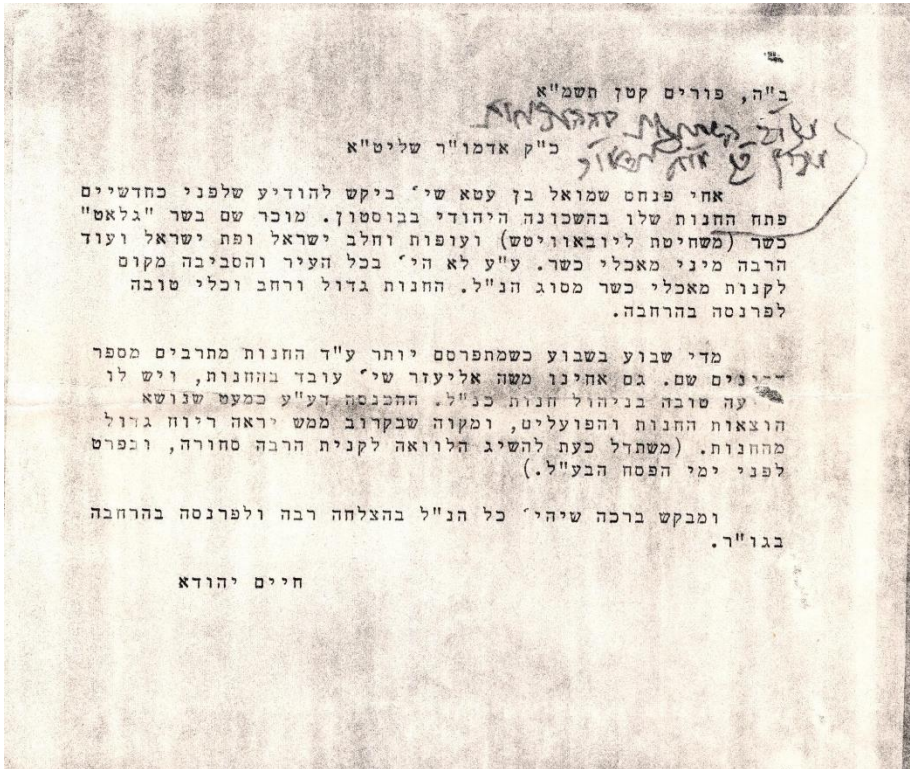 ב"ה, פורים קטן תשמ"א
כ"ק אדמו"ר שליט"א
אחי פנחס שמואל בן עטא שי' ביקש להודיע שלפני כחדשיים
פתח החנות שלו בהשכונה היהודי בבוסטון. מוכר שם בשר "גלאט"
כשר (משחיטת ליובאוויטש) ועופות וחלב ישראל ופת ישראל ועוד
הרבה מיני מאכלי כשר. ע"ע לא הי' בכל העיר והסביבה מקום
לקנות מאכלי כשר מסוג הנ"ל. החנות גדול ורחב וכלי טובה
לפרנסה בהרחבה.
מדי שבוע בשבוע כשמתפרסם יותר ע"ד החנות מתרבים מספר
שם. גם אחינו משה אליעזר שי' עובד בהחנות, ויש לו
טובה בניהול חנות כנ"ל. ההכנסה דע"ע כמעט שנושא
הוצאות החנות והפועלים, ומקוה שבקרוב ממש יראה ריוח גדול
מהחנות. (משתדל כעת להשיג הלוואה לקנית הרבה סחורה, ובפרט
לפני ימי הפסח הבע"ל.)
ומבקש ברכה שיהי' כל הנ"ל בהצלחה רבה ולפרנסה בהרחבה
בגו"ר.
חיים יהודא